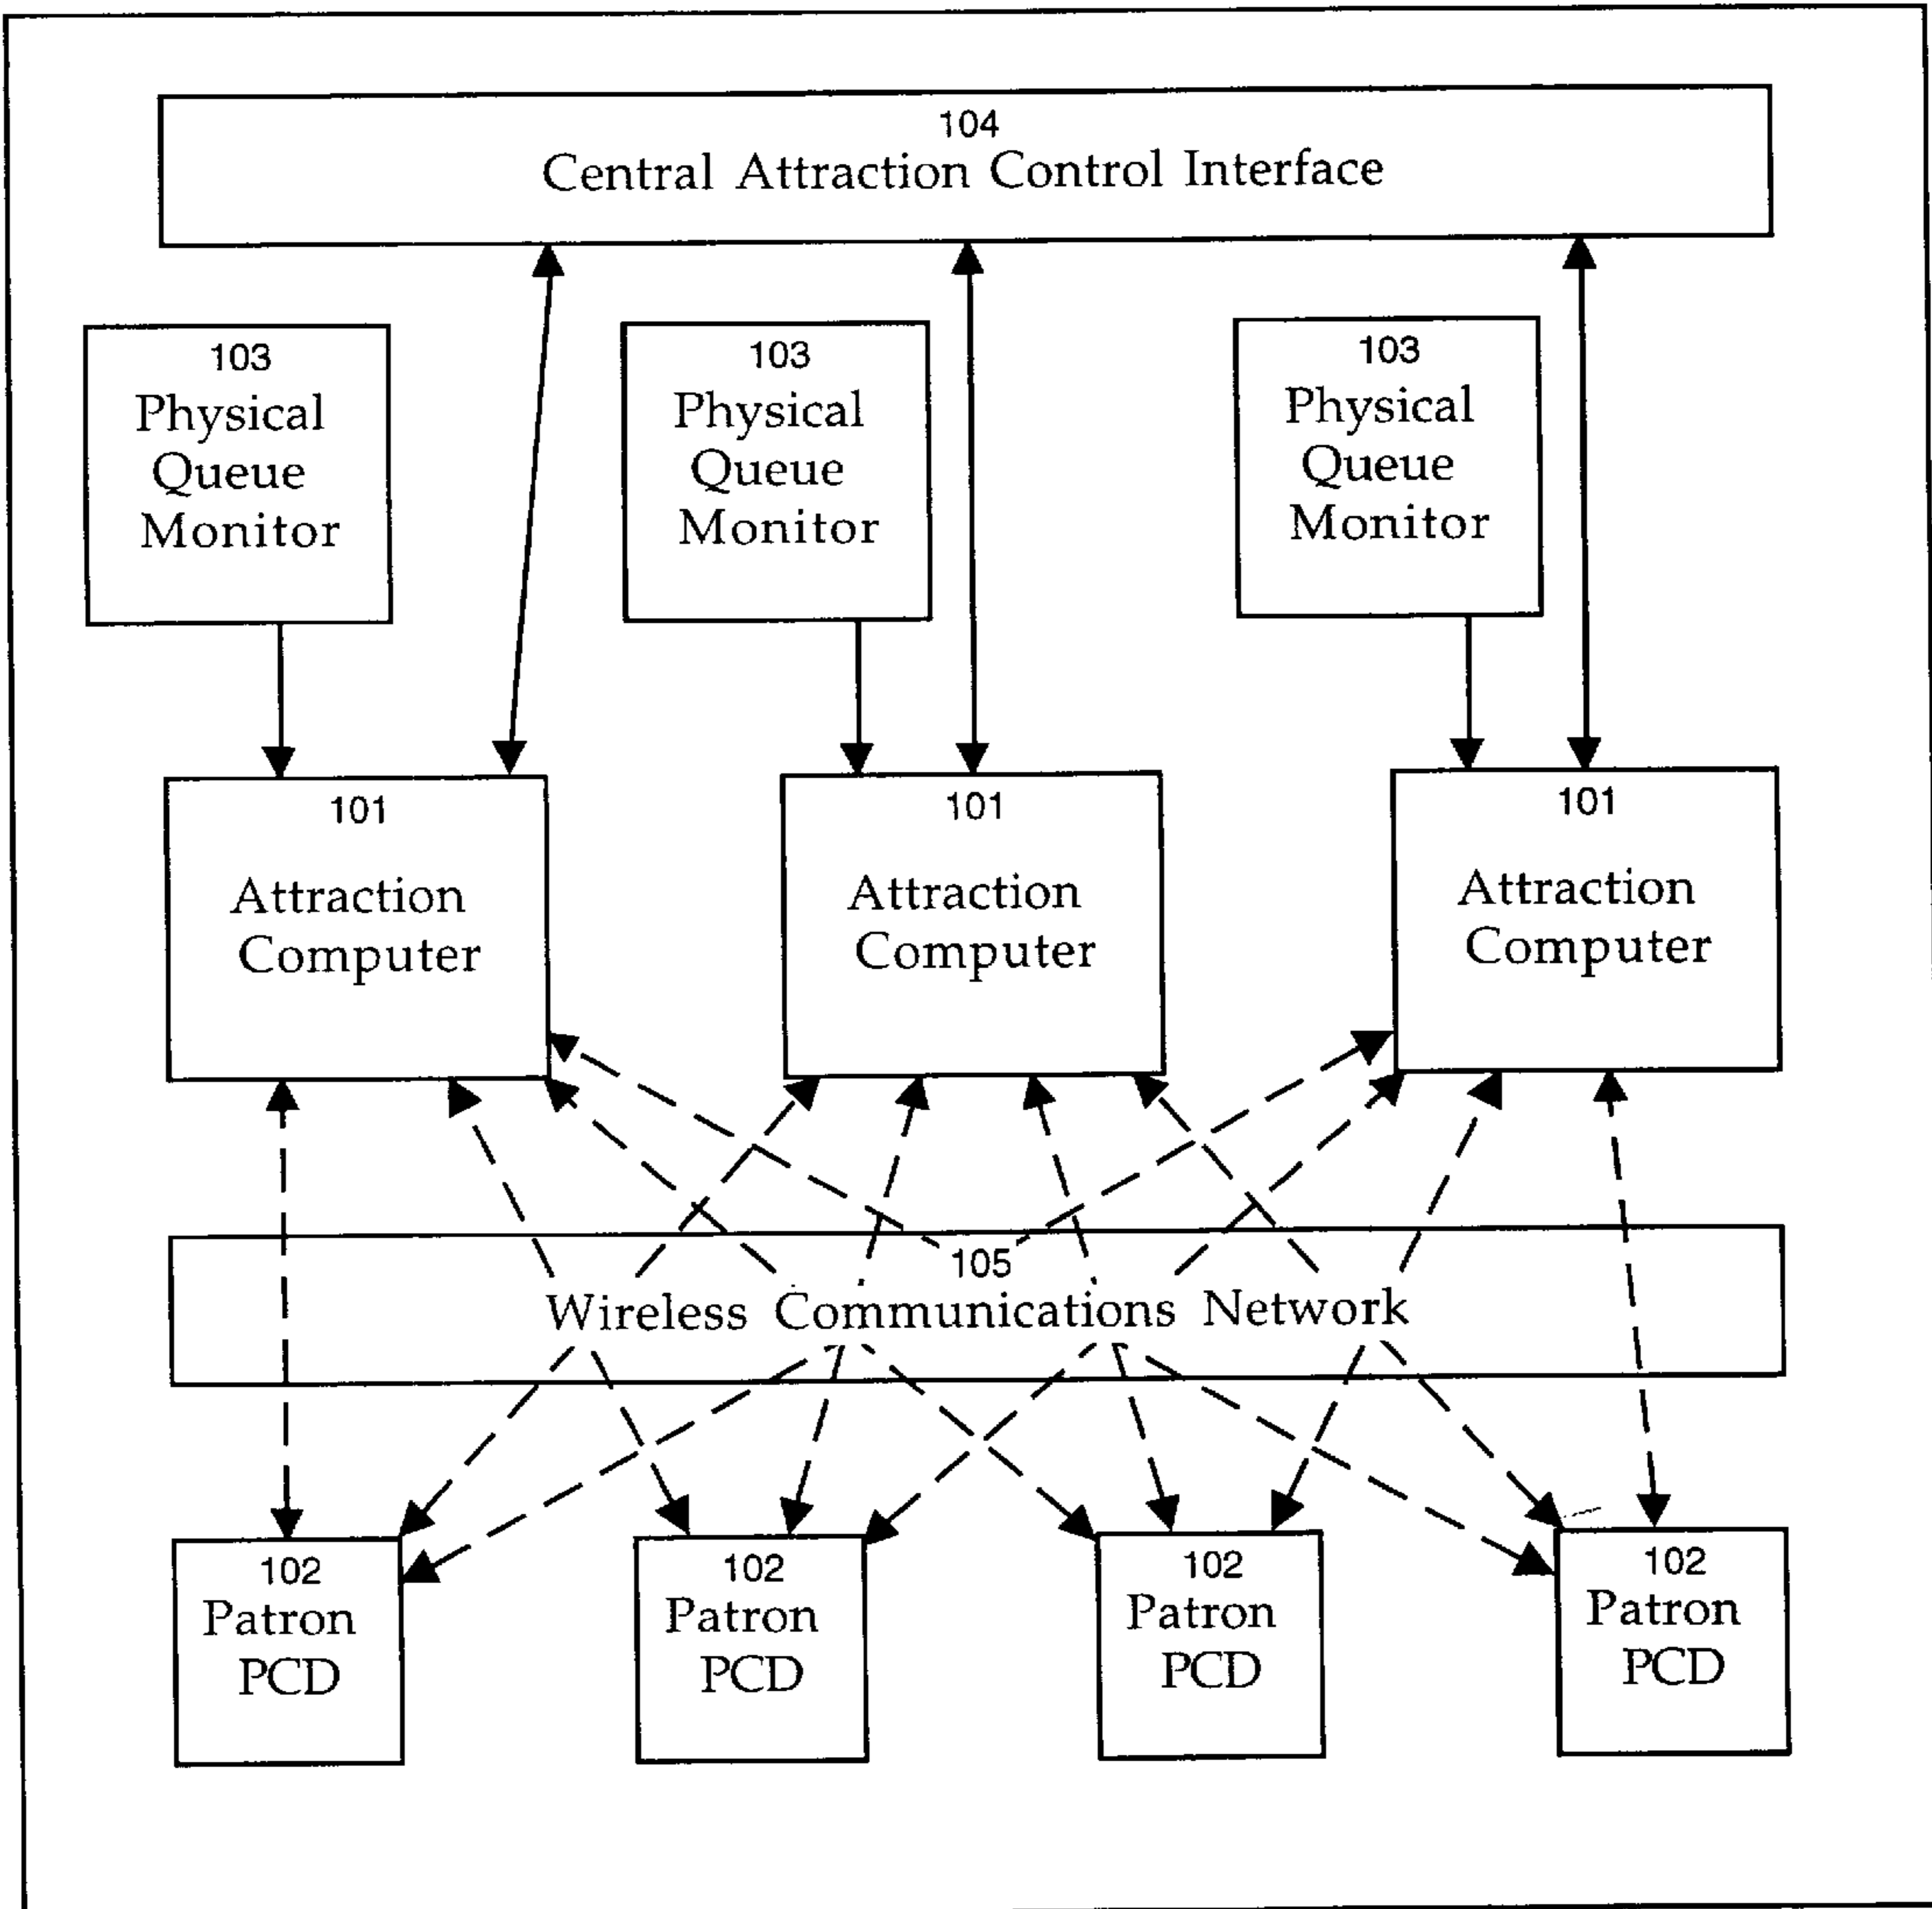 104
Central Attraction Control Interface
103
Physical
Queue
Monitor
103
Physical
Queue
Monitor
103
Physical
Queue
Monitor
101
Attraction
Computer
101
Attraction
Computer
101
Attraction
Computer
105
Wireless Communications Network
102
Patron
PCD
102
Patron
PCD
102
Patron
PCD
102
Patron
PCD